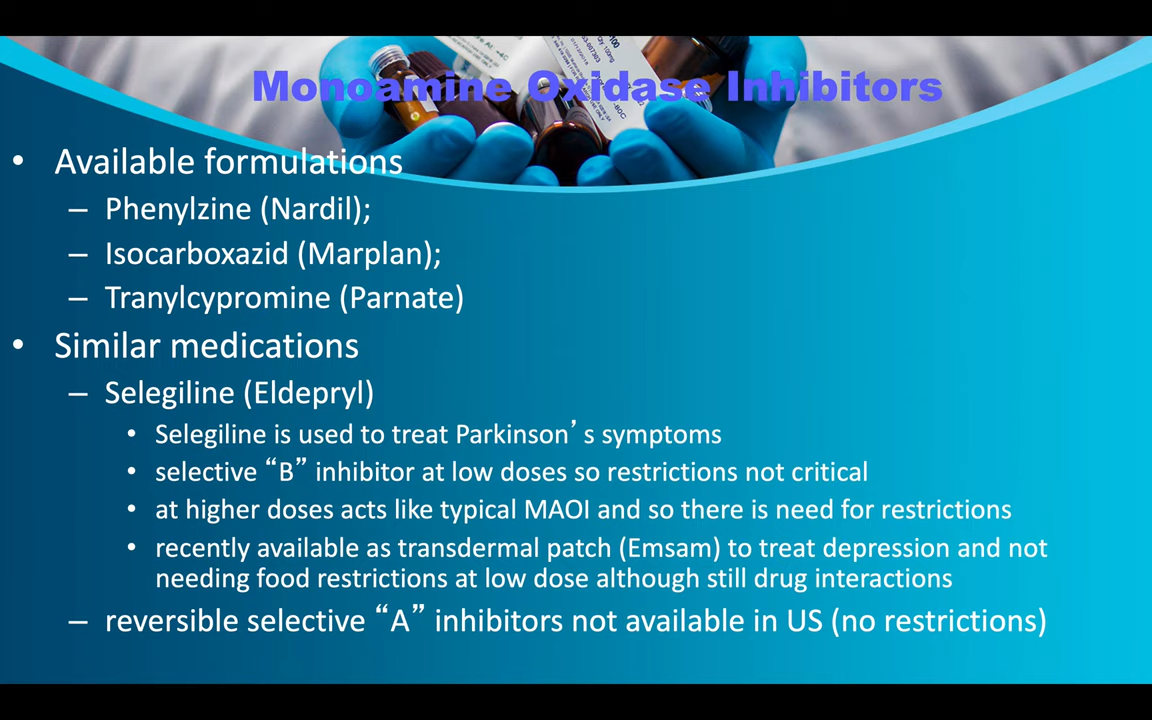 Monoamine Oxidase Inhibitors
• Available formulations
– Phenylzine (Nardil);
– Isocarboxazid (Marplan);
– Tranylcypromine (Parnate)
• Similar medications
– Selegiline (Eldepryl)
• Selegiline is used to treat Parkinson’s symptoms
• selective “B” inhibitor at low doses so restrictions not critical
• at higher doses acts like typical MAOI and so there is need for restrictions
• recently available as transdermal patch (Emsam) to treat depression and not
needing food restrictions at low dose although still drug interactions
– reversible selective “A” inhibitors not available in US (no restrictions)